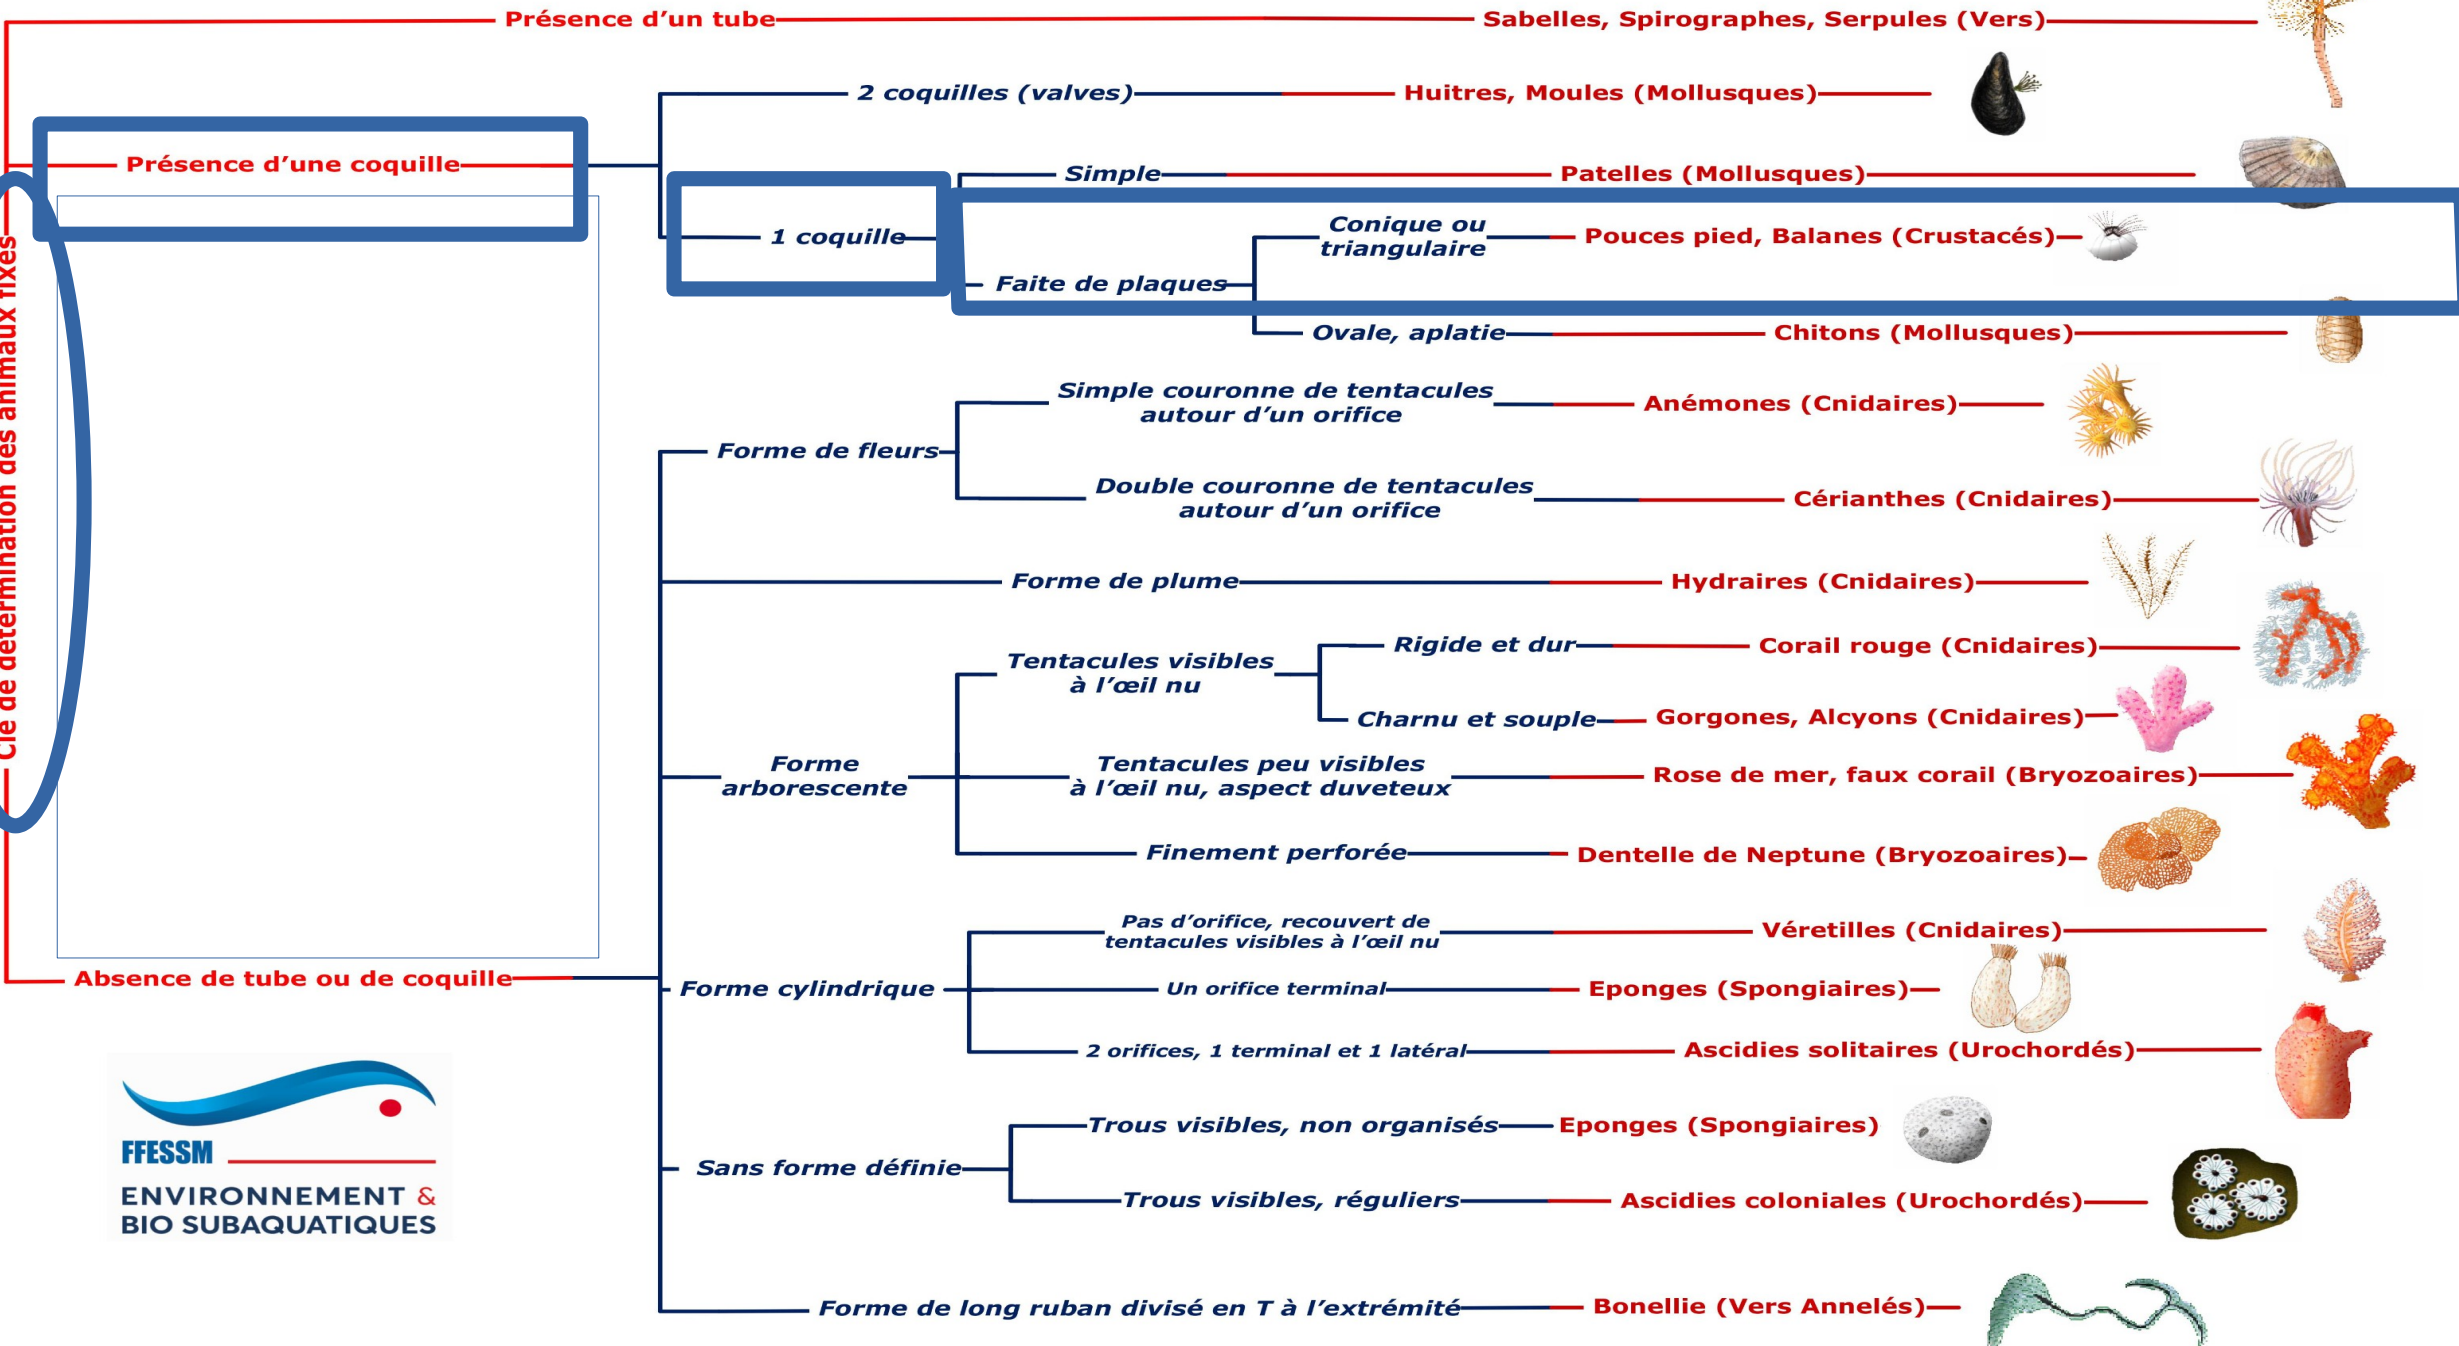 Présence d’un tube
Sabelles, Spirographes, Serpules (Vers)
2 coquilles (valves)
Huitres, Moules (Mollusques)
Présence d’une coquille
Simple
Patelles (Mollusques)
1 coquille
Conique ou
triangulaire
Pouces pied, Balanes (Crustacés)
Faite de plaques
Ovale, aplatie
Chitons (Mollusques)
Clé de détermination des animaux fixés
Simple couronne de tentacules
autour d’un orifice
Anémones (Cnidaires)
Forme de fleurs
Double couronne de tentacules
autour d’un orifice
Cérianthes (Cnidaires)
Forme de plume
Hydraires (Cnidaires)
Rigide et dur
Corail rouge (Cnidaires)
Tentacules visibles
à l’œil nu
Charnu et souple
Gorgones, Alcyons (Cnidaires)
Forme
arborescente
Tentacules peu visibles
à l’œil nu, aspect duveteux
Rose de mer, faux corail (Bryozoaires)
Finement perforée
Dentelle de Neptune (Bryozoaires)
Pas d’orifice, recouvert de
tentacules visibles à l’œil nu
Véretilles (Cnidaires)
Absence de tube ou de coquille
Forme cylindrique
Un orifice terminal
Eponges (Spongiaires)
2 orifices, 1 terminal et 1 latéral
Ascidies solitaires (Urochordés)
Trous visibles, non organisés
Eponges (Spongiaires)
Sans forme définie
Trous visibles, réguliers
Ascidies coloniales (Urochordés)
Forme de long ruban divisé en T à l’extrémité
Bonellie (Vers Annelés)
FFESSM
ENVIRONNEMENT &
BIO SUBAQUATIQUES